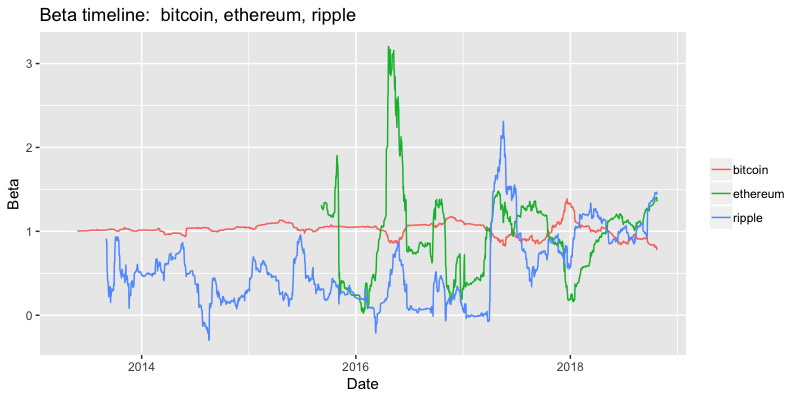 Beta timeline:  bitcoin, ethereum, ripple
3
2
1
0
Beta
2014
2016
2018
Date
bitcoin
ethereum
ripple